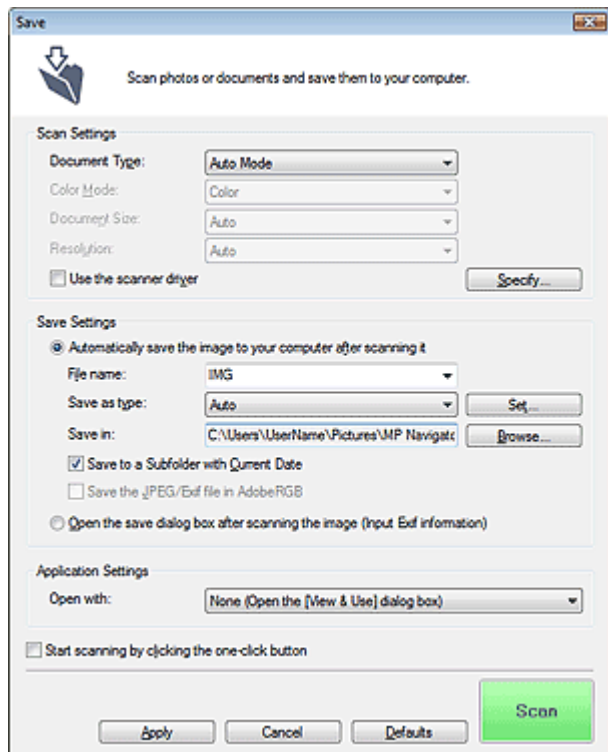 Save
Scan photos or documents and save them to your computer.
Scan Settings
Document Type: Auto Mode
Color Mode: Color
Document Size: Auto
Resolution: Auto
Use the scanner driver Specify...
Save Settings
Automatically save the image to your computer after scanning it
File name: IMG
Save as type: Auto Set...
Save in: C:\Users\UserName\Pictures\MP Navigato Browse...
Save to a Subfolder with Current Date
Save the JPEG/Exif file in AdobeRGB
Open the save dialog box after scanning the image (Input Exif information)
Application Settings
Open with: None (Open the [View & Use] dialog box)
Start scanning by clicking the one-click button
Scan
Apply Cancel Defaults